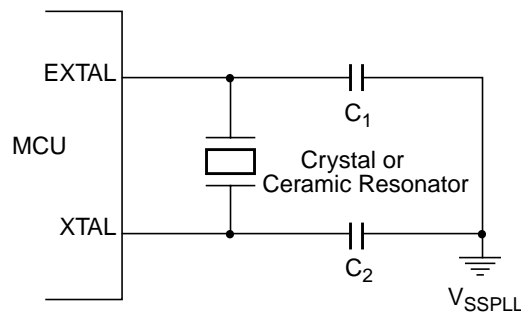 EXTAL
C1
MCU
Crystal or
Ceramic Resonator
XTAL
C2
VSSPLL